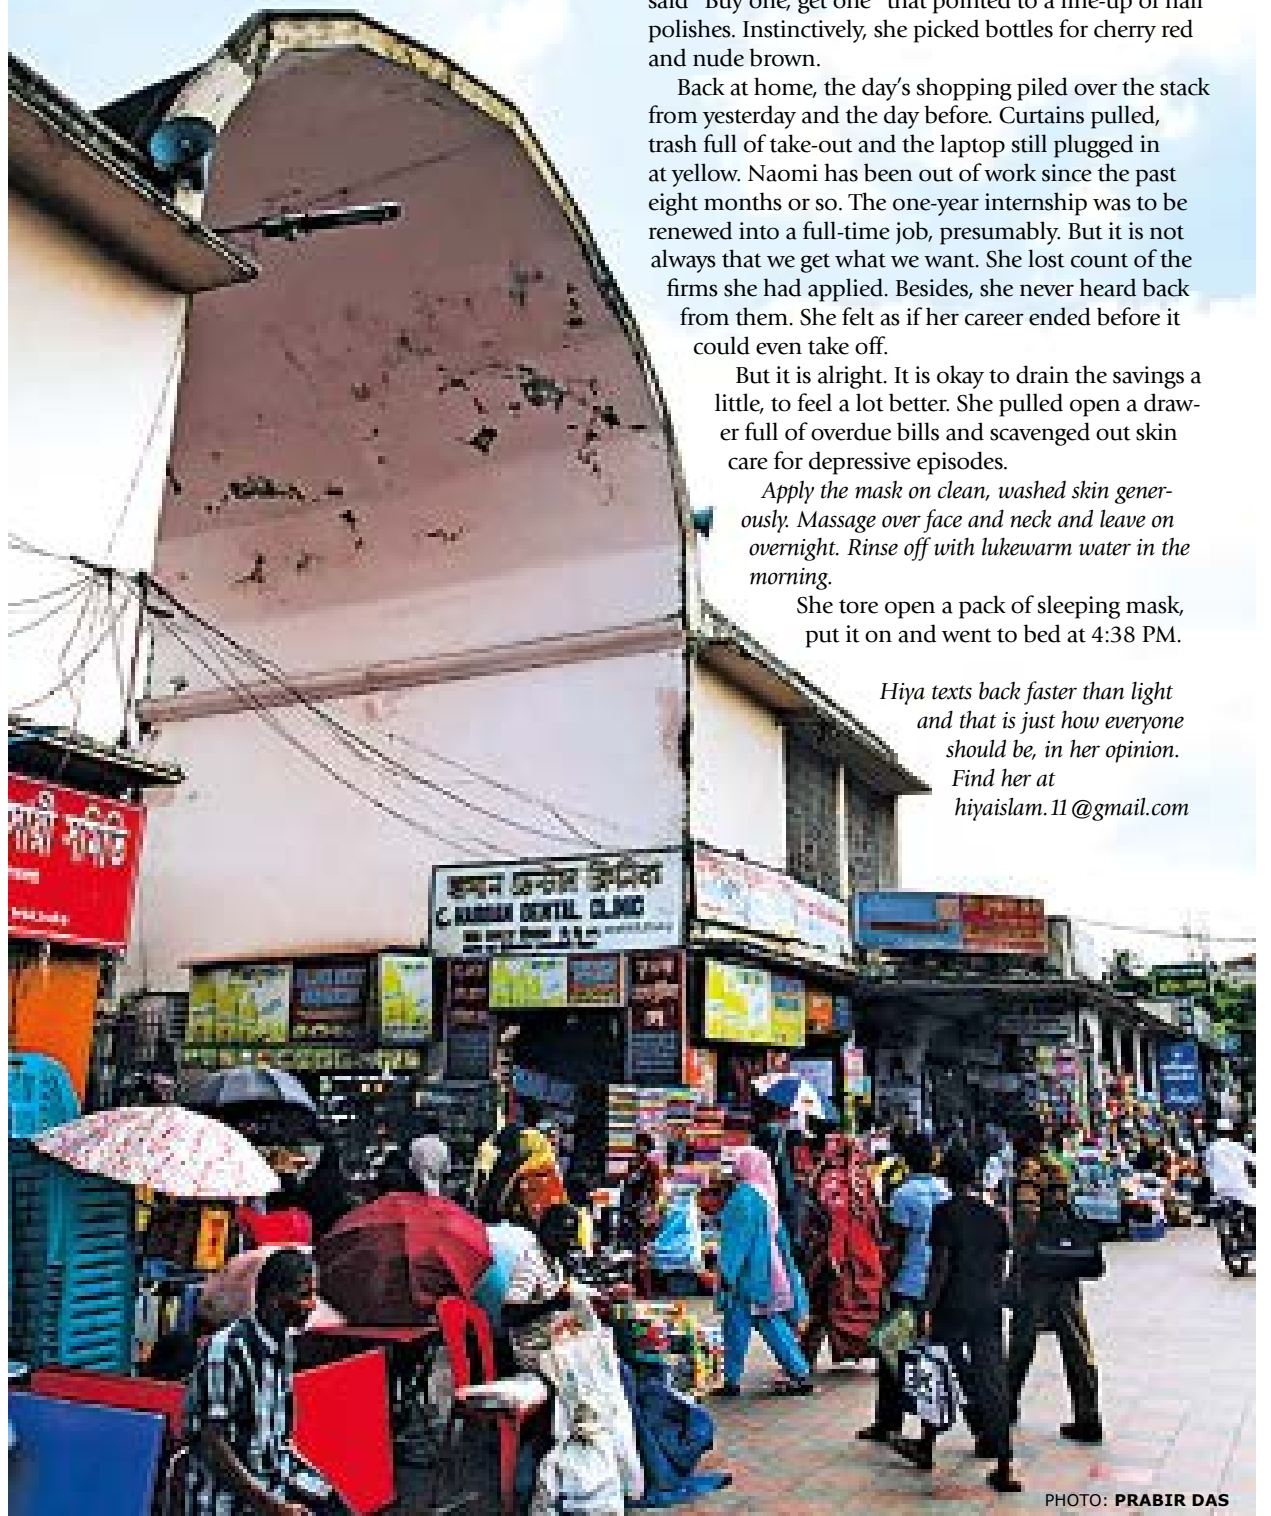 said “Buy one, get one” that pointed to a line-up of nail
polishes. Instinctively, she picked bottles for cherry red
and nude brown.
Back at home, the day’s shopping piled over the stack
from yesterday and the day before. Curtains pulled,
trash full of take-out and the laptop still plugged in
at yellow. Naomi has been out of work since the past
eight months or so. The one-year internship was to be
renewed into a full-time job, presumably. But it is not
always that we get what we want. She lost count of the
firms she had applied. Besides, she never heard back
from them. She felt as if her career ended before it
could even take off.
But it is alright. It is okay to drain the savings a
little, to feel a lot better. She pulled open a draw-
er full of overdue bills and scavenged out skin
care for depressive episodes.
Apply the mask on clean, washed skin gener-
ously. Massage over face and neck and leave on
overnight. Rinse off with lukewarm water in the
morning.
She tore open a pack of sleeping mask,
put it on and went to bed at 4:38 PM.
Hiya texts back faster than light
and that is just how everyone
should be, in her opinion.
Find her at
hiyaislam.11@gmail.com
সমিতি
DENTAL CLINIC
PHOTO: PRABIR DAS